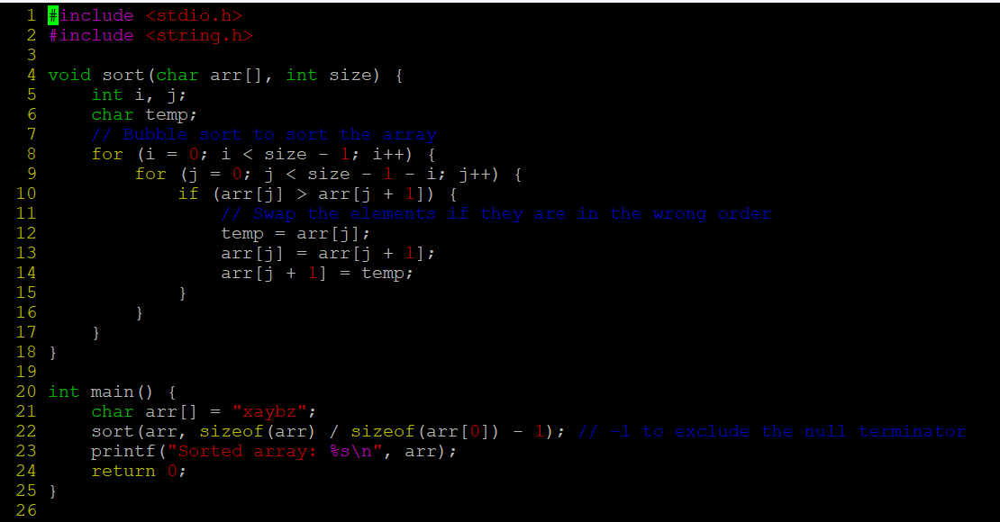 1 #include <stdio.h>
2 #include <string.h>
3
4 void sort(char arr[], int size) {
5     int i, j;
6     char temp;
7     // Bubble sort to sort the array
8     for (i = 0; i < size - 1; i++) {
9         for (j = 0; j < size - 1 - i; j++) {
10             if (arr[j] > arr[j + 1]) {
11                 // Swap the elements if they are in the wrong order
12                 temp = arr[j];
13                 arr[j] = arr[j + 1];
14                 arr[j + 1] = temp;
15             }
16         }
17     }
18 }
19
20 int main() {
21     char arr[] = "xaybz";
22     sort(arr, sizeof(arr) / sizeof(arr[0]) - 1); // -1 to exclude the null terminator
23     printf("Sorted array: %s\n", arr);
24     return 0;
25 }
26